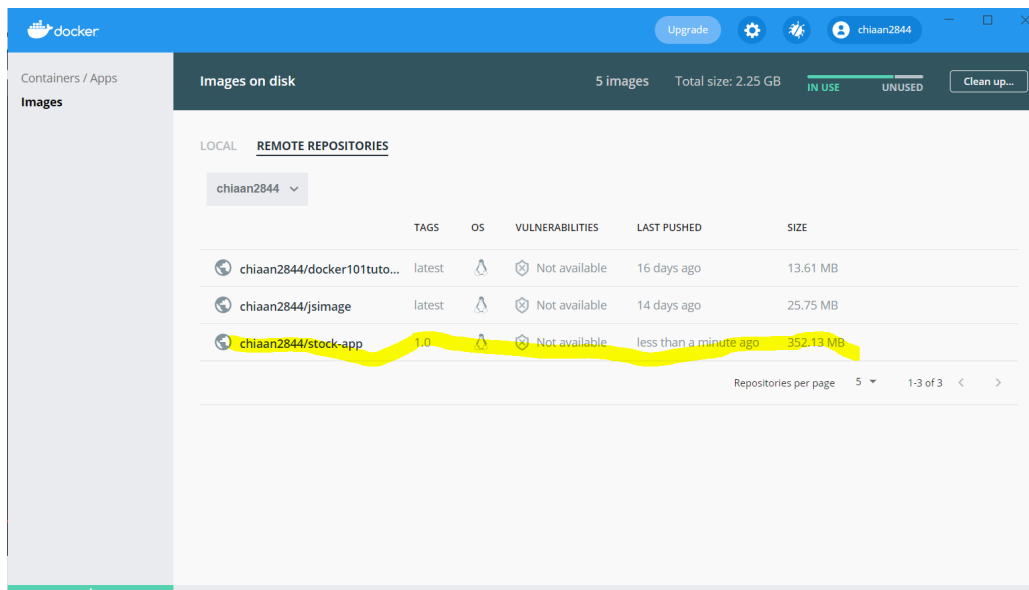 docker
Upgrade
chiaan2844
Containers / Apps
Images
Images on disk
5 images
Total size: 2.25 GB
IN USE
UNUSED
Clean up...
LOCAL
REMOTE REPOSITORIES
chiaan2844
TAGS OS VULNERABILITIES LAST PUSHED SIZE
chiaan2844/docker101tuto... latest Not available 16 days ago 13.61 MB
chiaan2844/jsimage latest Not available 14 days ago 25.75 MB
chiaan2844/stock-app 1.0 Not available less than a minute ago 352.13 MB
Repositories per page 5 1-3 of 3